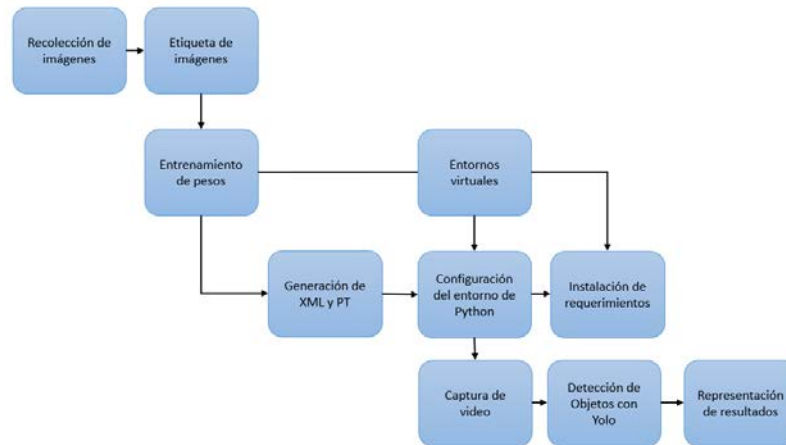 Recolección de
imágenes
Etiqueta de
imágenes
Entrenamiento
de pesos
Entornos
virtuales
Generación de
XML y PT
Configuración
del entorno de
Python
Instalación de
requerimientos
Captura de
video
Detección de
Objetos con
Yolo
Representación
de resultados